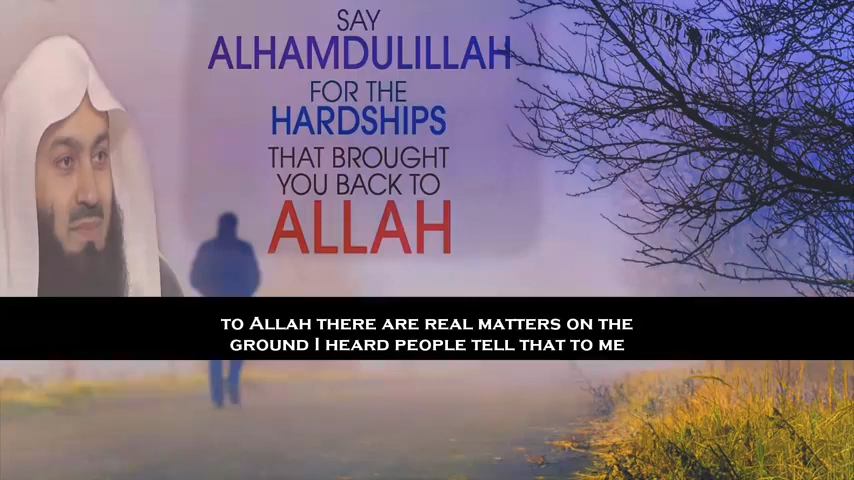 SAY
ALHAMDULILLAH
FOR THE
HARDSHIPS
THAT BROUGHT
YOU BACK TO
ALLAH
TO ALLAH THERE ARE REAL MATTERS ON THE
GROUND I HEARD PEOPLE TELL THAT TO ME